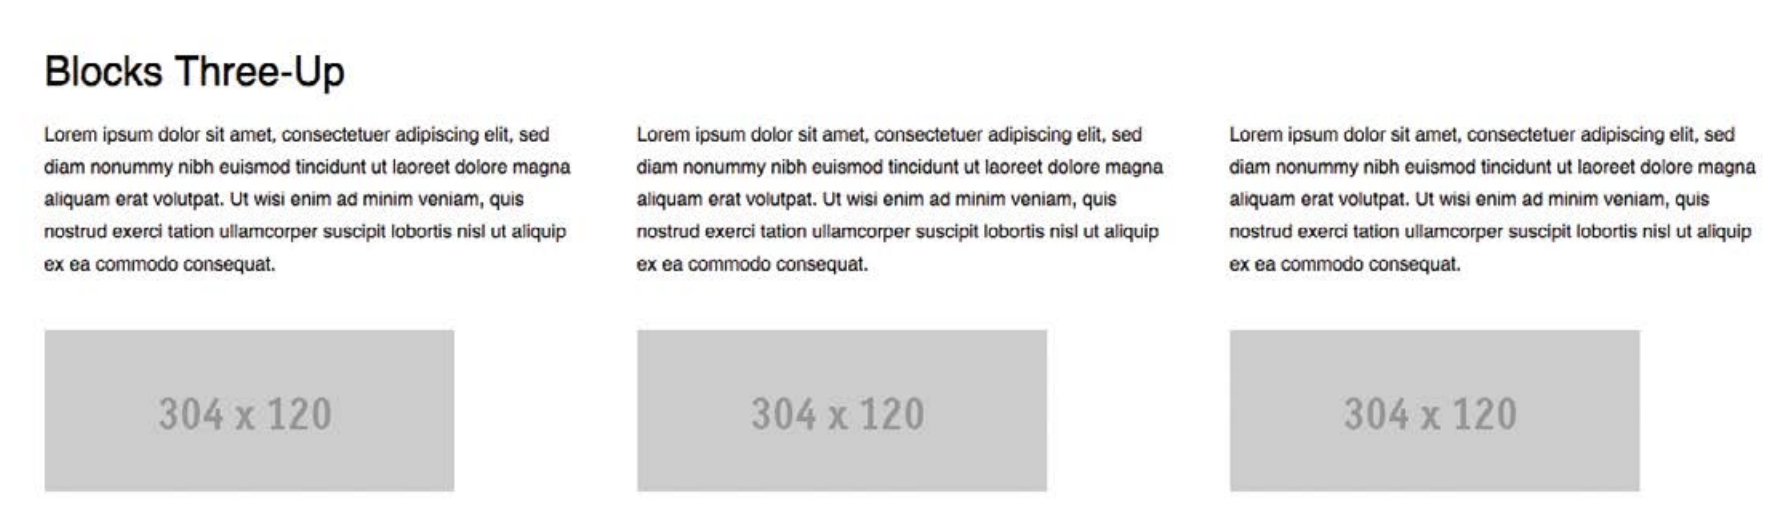 Blocks Three-Up
Lorem ipsum dolor sit amet, consectetuer adipiscing elit, sed
diam nonummy nibh euismod tincidunt ut laoreet dolore magna
aliquam erat volutpat. Ut wisi enim ad minim veniam, quis
nostrud exerci tation ullamcorper suscipit lobortis nisl ut aliquip
ex ea commodo consequat.
304 x 120
Lorem ipsum dolor sit amet, consectetuer adipiscing elit, sed
diam nonummy nibh euismod tincidunt ut laoreet dolore magna
aliquam erat volutpat. Ut wisi enim ad minim veniam, quis
nostrud exerci tation ullamcorper suscipit lobortis nisl ut aliquip
ex ea commodo consequat.
304 x 120
Lorem ipsum dolor sit amet, consectetuer adipiscing elit, sed
diam nonummy nibh euismod tincidunt ut laoreet dolore magna
aliquam erat volutpat. Ut wisi enim ad minim veniam, quis
nostrud exerci tation ullamcorper suscipit lobortis nisl ut aliquip
ex ea commodo consequat.
304 x 120